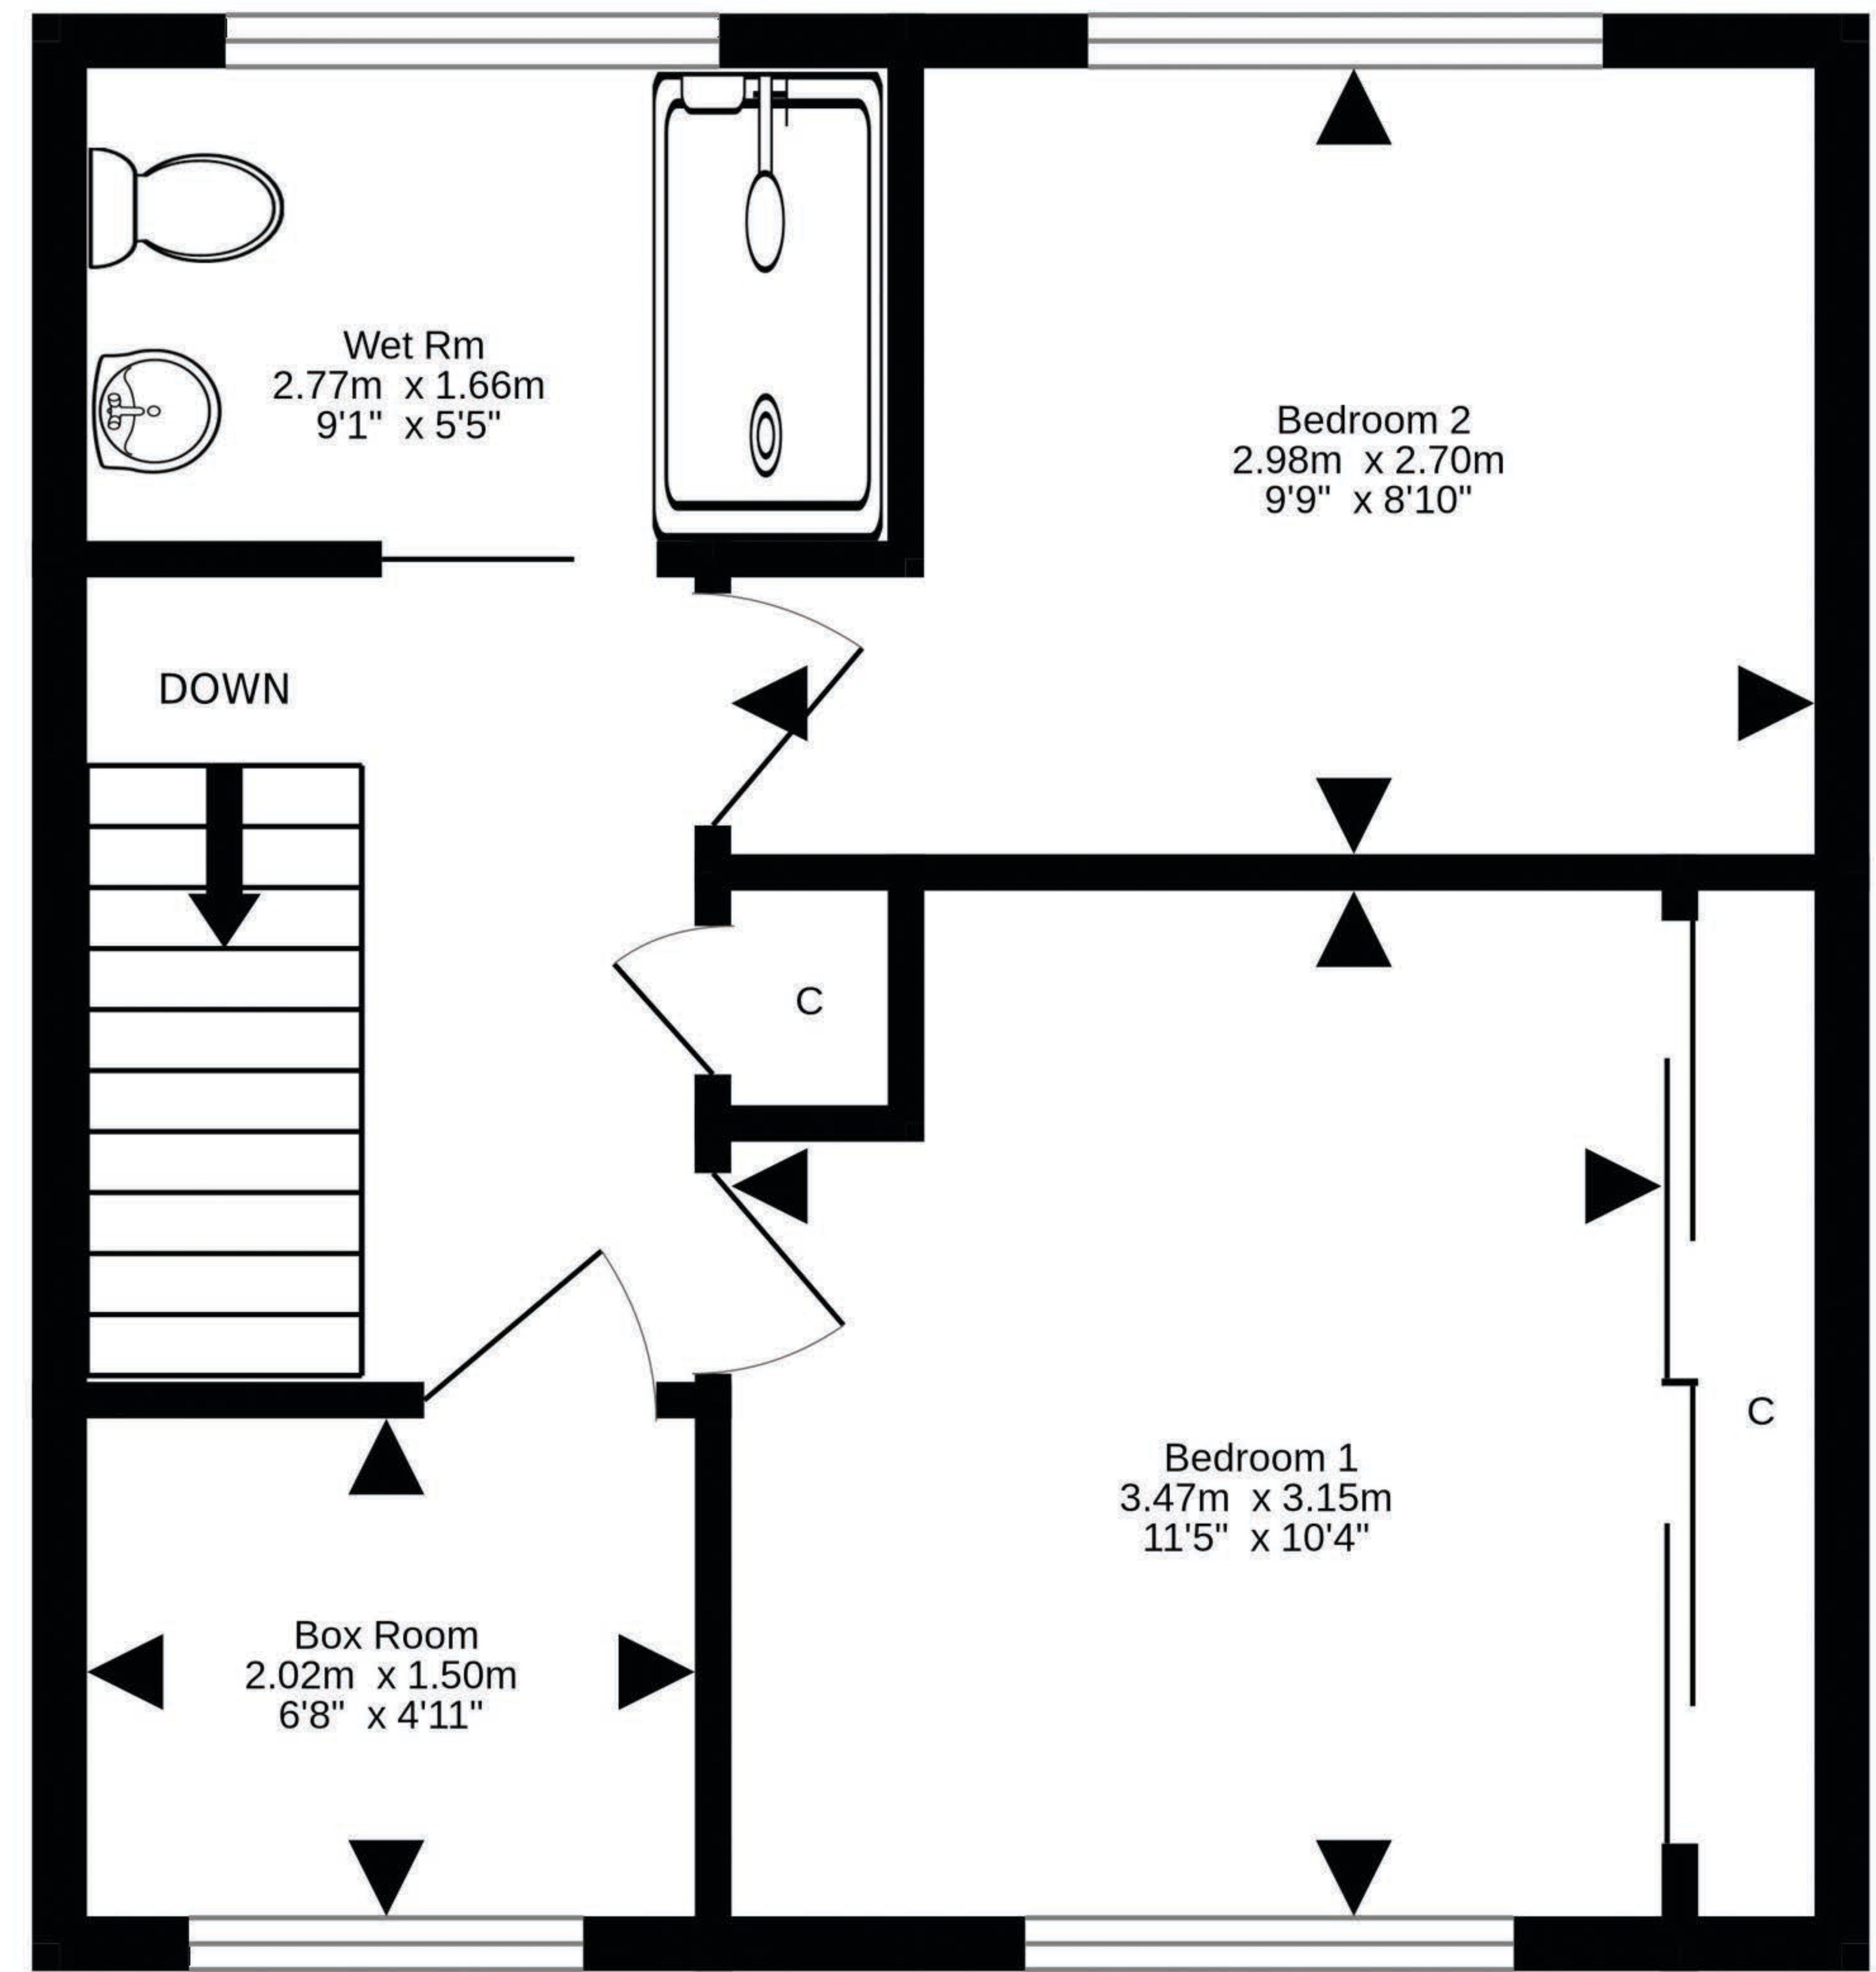 Wet Rm
2.77m x 1.66m
9'1" x 5'5"
Bedroom 2
2.98m x 2.70m
9'9" x 8'10"
DOWN
C
Bedroom 1
3.47m x 3.15m
11'5" x 10'4"
C
Box Room
2.02m x 1.50m
6'8" x 4'11"